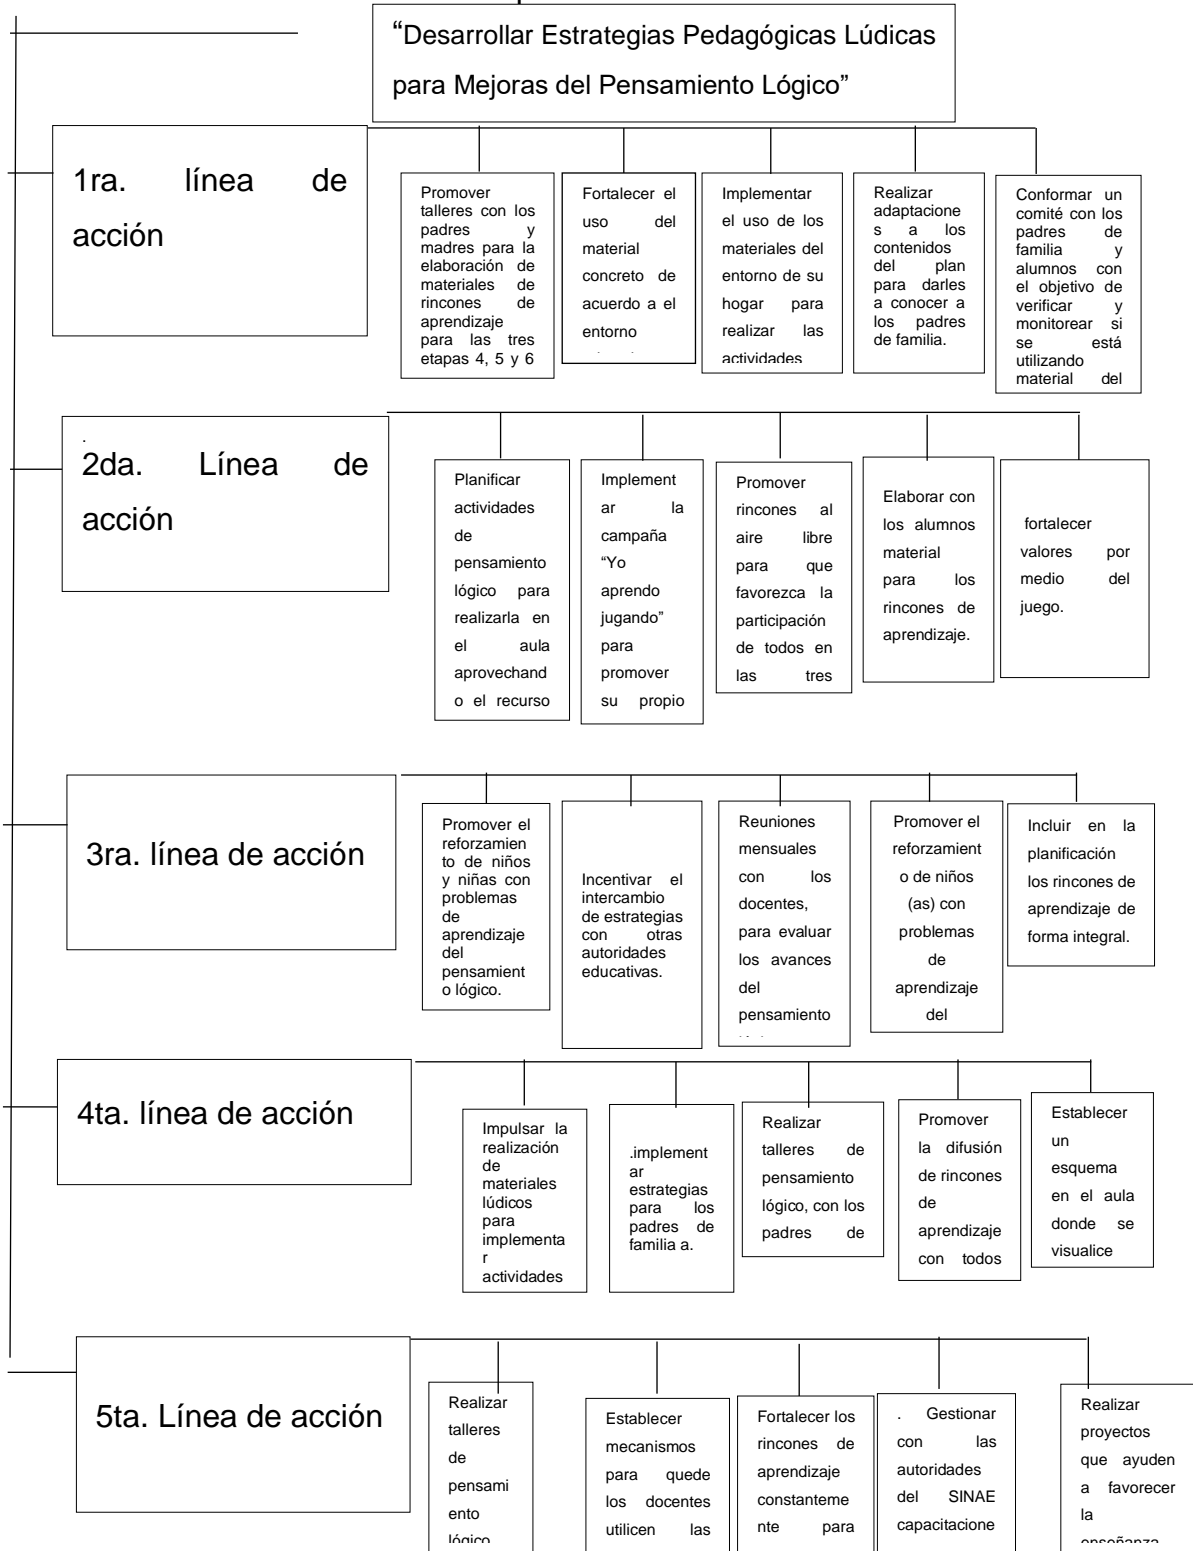 “Desarrollar Estrategias Pedagógicas Lúdicas
para Mejoras del Pensamiento Lógico”
1ra. línea de
acción
Promover
talleres con los
padres y
madres para la
elaboración de
materiales de
rincones de
aprendizaje
para las tres
etapas 4, 5 y 6
Fortalecer el
uso del
material
concreto de
acuerdo a el
entorno
Implementar
el uso de los
materiales del
entorno de su
hogar para
realizar las
actividades
Realizar
adaptacione
s a los
contenidos
del plan
para darles
a conocer a
los padres
de familia.
Conformar un
comité con los
padres de
familia y
alumnos con
el objetivo de
verificar y
monitorear si
se está
utilizando
material del
.
2da. Línea de
acción
Planificar
actividades
de
pensamiento
lógico para
realizarla en
el aula
aprovechand
o el recurso
Implement
ar la
campaña
“Yo
aprendo
jugando”
para
promover
su propio
Promover
rincones al
aire libre
para que
favorezca la
participación
de todos en
las tres
Elaborar con
los alumnos
material
para los
rincones de
aprendizaje.
fortalecer
valores por
medio del
juego.
3ra. línea de acción
Promover el
reforzamien
to de niños
y niñas con
problemas
de
aprendizaje
del
pensamient
o lógico.
Incentivar el
intercambio
de estrategias
con otras
autoridades
educativas.
Reuniones
mensuales
con los
docentes,
para evaluar
los avances
del
pensamiento
Promover el
reforzamient
o de niños
(as) con
problemas
de
aprendizaje
del
Incluir en la
planificación
los rincones de
aprendizaje de
forma integral.
4ta. línea de acción
Impulsar la
realización
de
materiales
lúdicos
para
implementa
r
actividades
.implement
ar
estrategias
para los
padres de
familia a.
Realizar
talleres de
pensamiento
lógico, con los
padres de
Promover
la difusión
de rincones
de
aprendizaje
con todos
Establecer
un
esquema
en el aula
donde se
visualice
5ta. Línea de acción
Realizar
talleres
de
pensami
ento
lógico
Establecer
mecanismos
para quede
los docentes
utilicen las
Fortalecer los
rincones de
aprendizaje
constanteme
nte para
. Gestionar
con las
autoridades
del SINAE
capacitacione
Realizar
proyectos
que ayuden
a favorecer
la
enseñanza